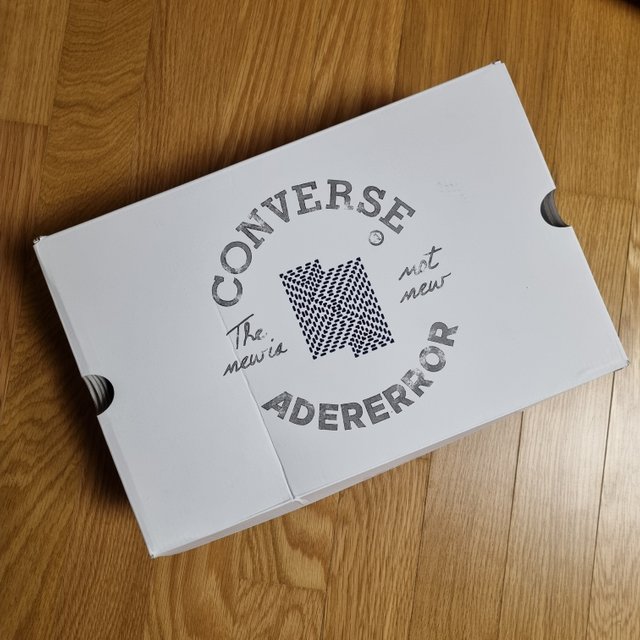 CONVERSE
The
new is
not
new
ADERERROR